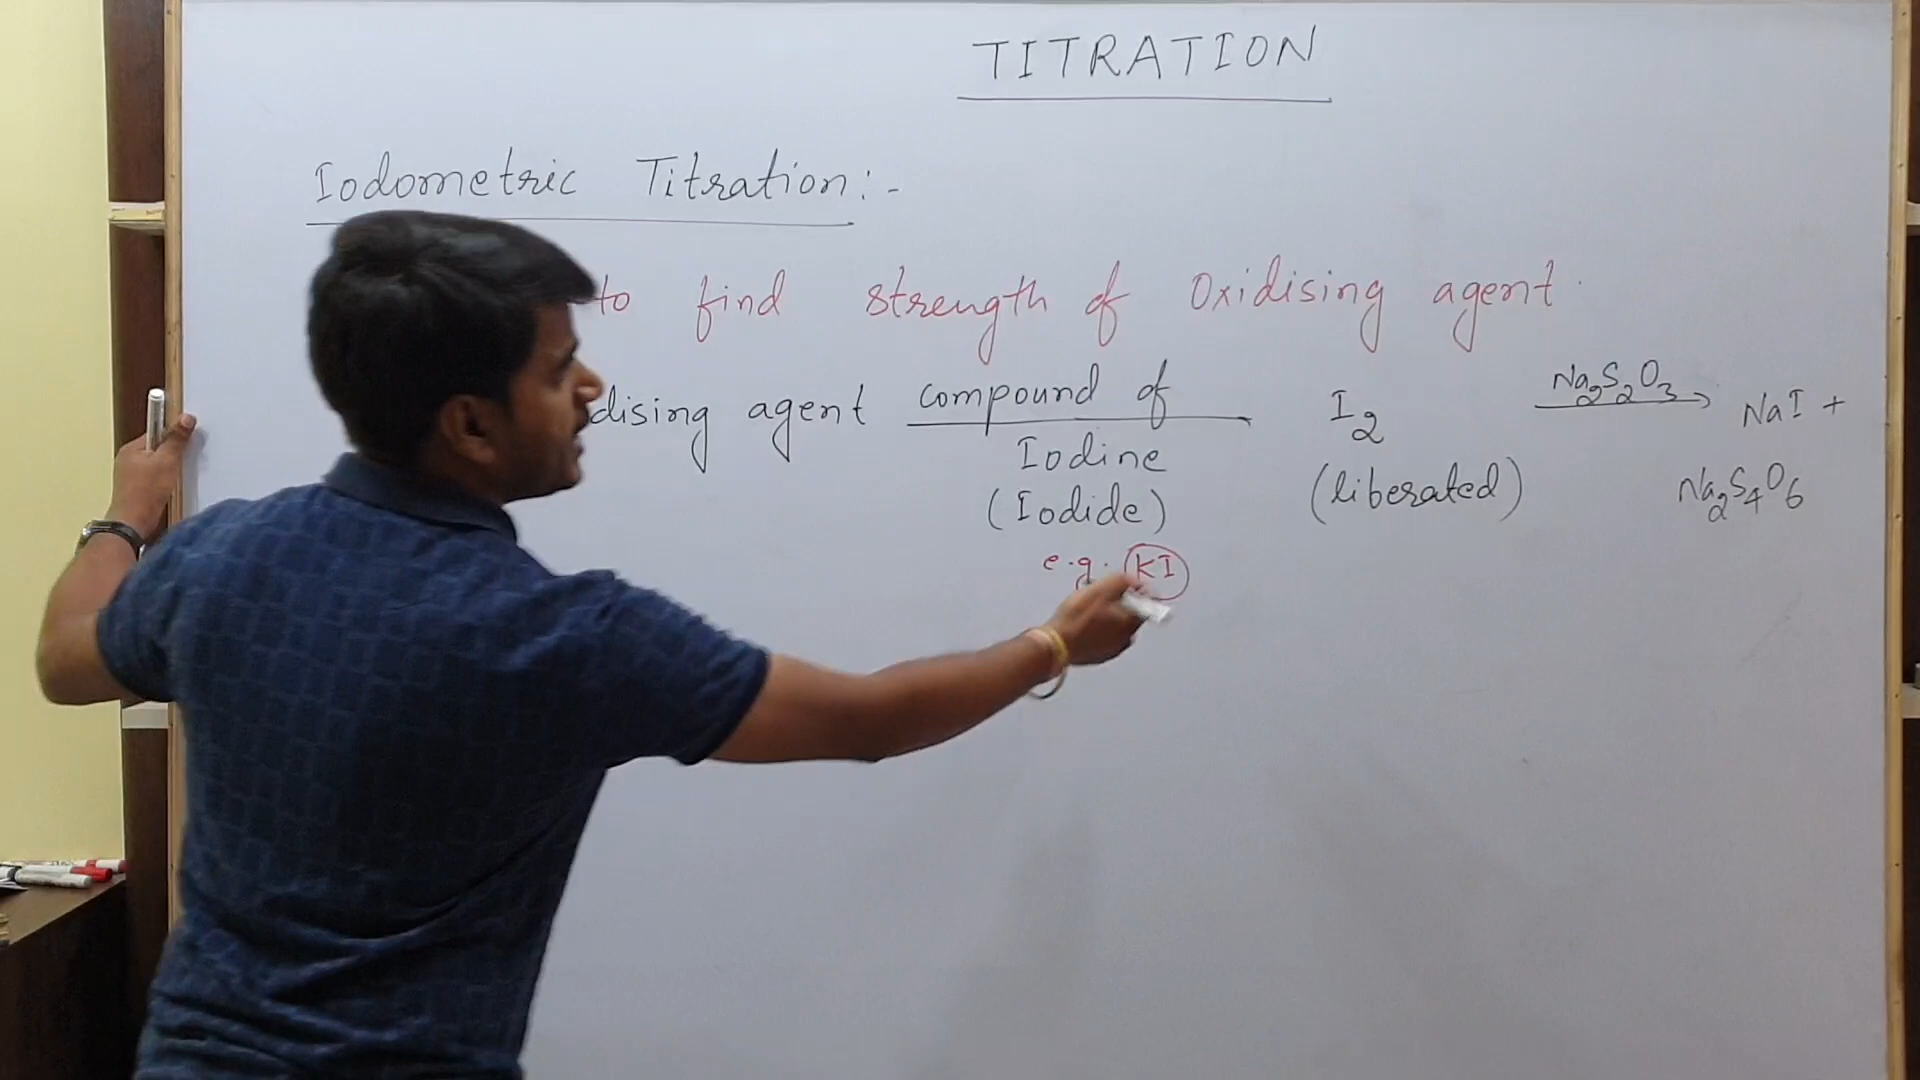 TITRATION
Iodometric Titration:-
to find strength of Oxidising agent.
dising agent compound of I2 Na2S2O3 NaI +
Iodine
(Iodide) (liberated) Na2S4O6
e.g. KI